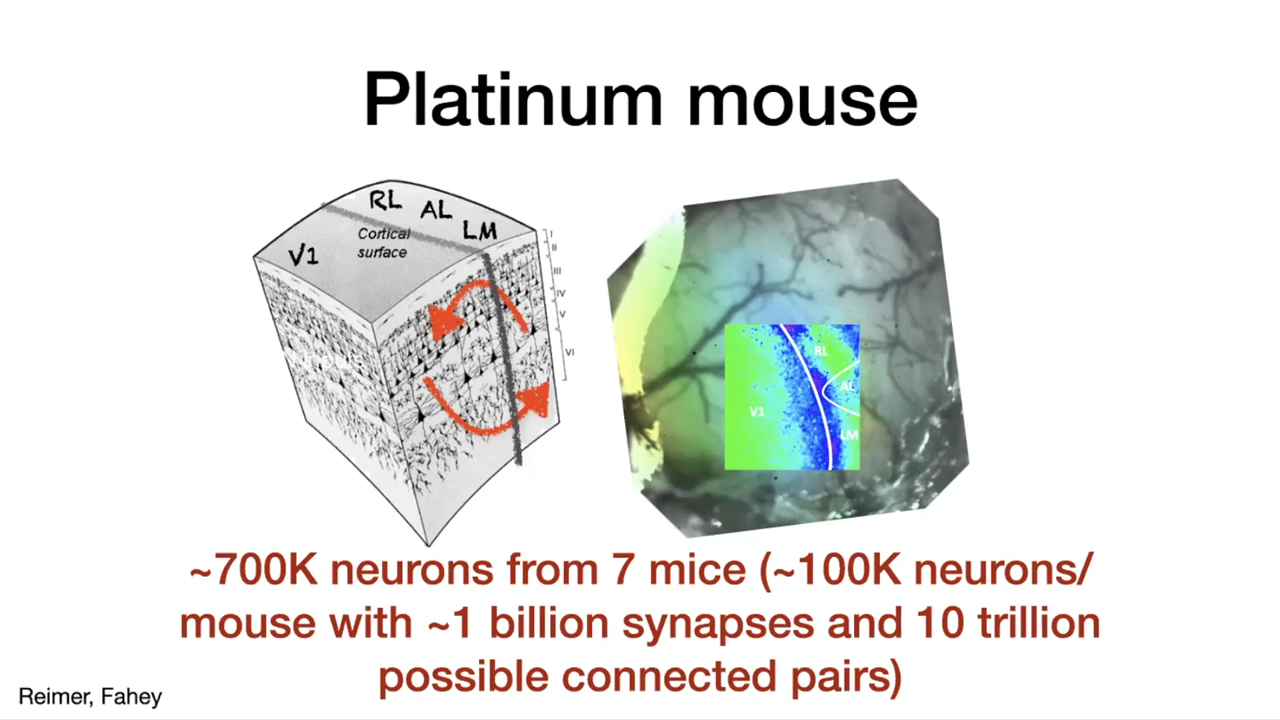 Platinum mouse
RL
AL
LM
V1
Cortical
surface
I
II
III
IV
V
VI
RL
AL
V1
LM
~700K neurons from 7 mice (~100K neurons/
mouse with ~1 billion synapses and 10 trillion
possible connected pairs)
Reimer, Fahey